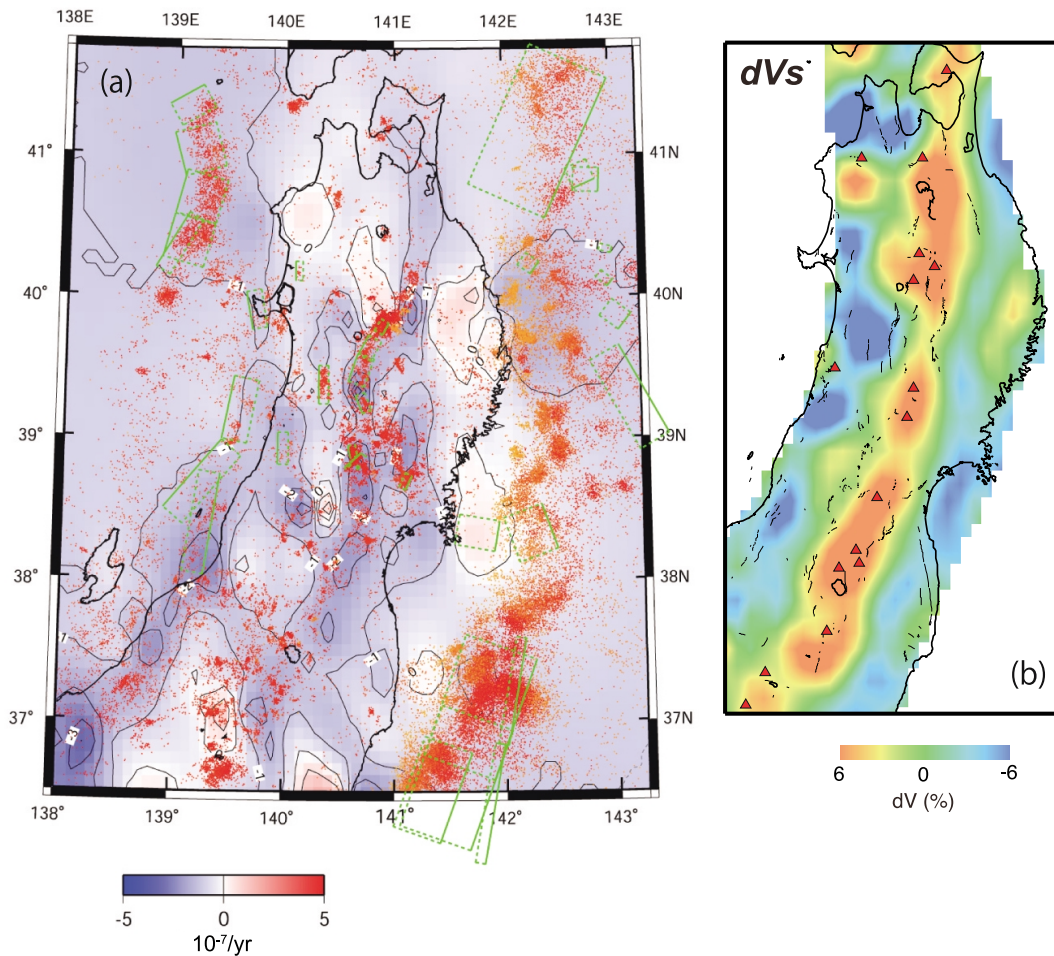 138E 139E 140E 141E 142E 143E
(a)
dVs
41° 41N
40° 40N
39° 39N
38° 38N
37° 37N
138° 139° 140° 141° 142° 143°
-5 0 5
10⁻⁷/yr
(b)
6 0 -6
dV (%)